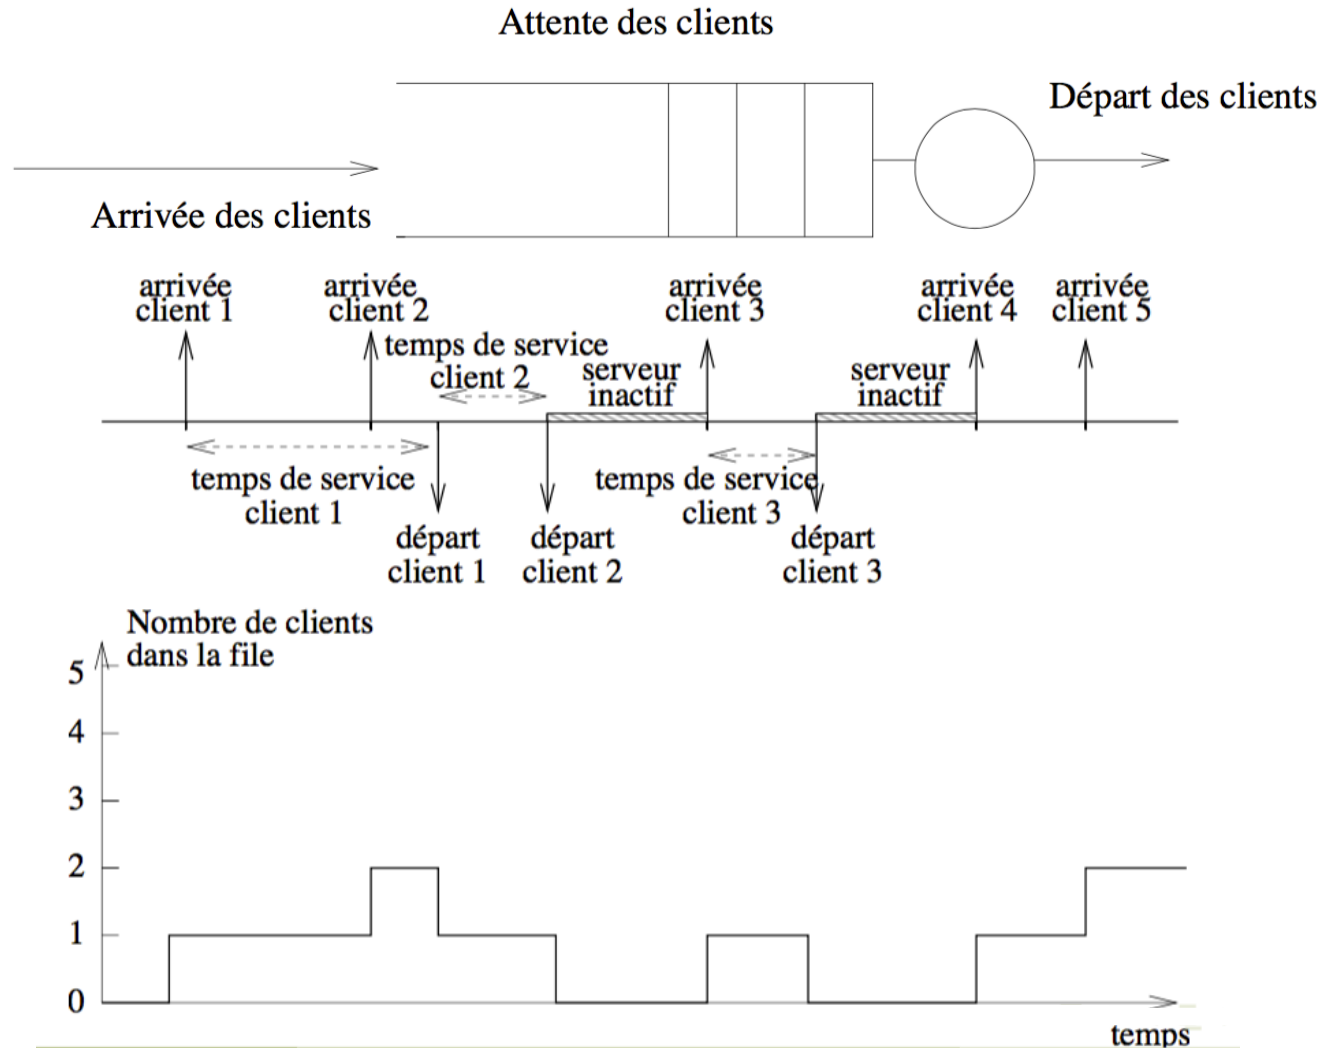 Attente des clients
Départ des clients
Arrivée des clients
arrivée
client 1
arrivée
client 2
arrivée
client 3
arrivée
client 4
arrivée
client 5
temps de service
client 2
serveur
inactif
serveur
inactif
temps de service
client 1
temps de service
client 3
départ
client 1
départ
client 2
départ
client 3
Nombre de clients
dans la file
5
4
3
2
1
0
temps